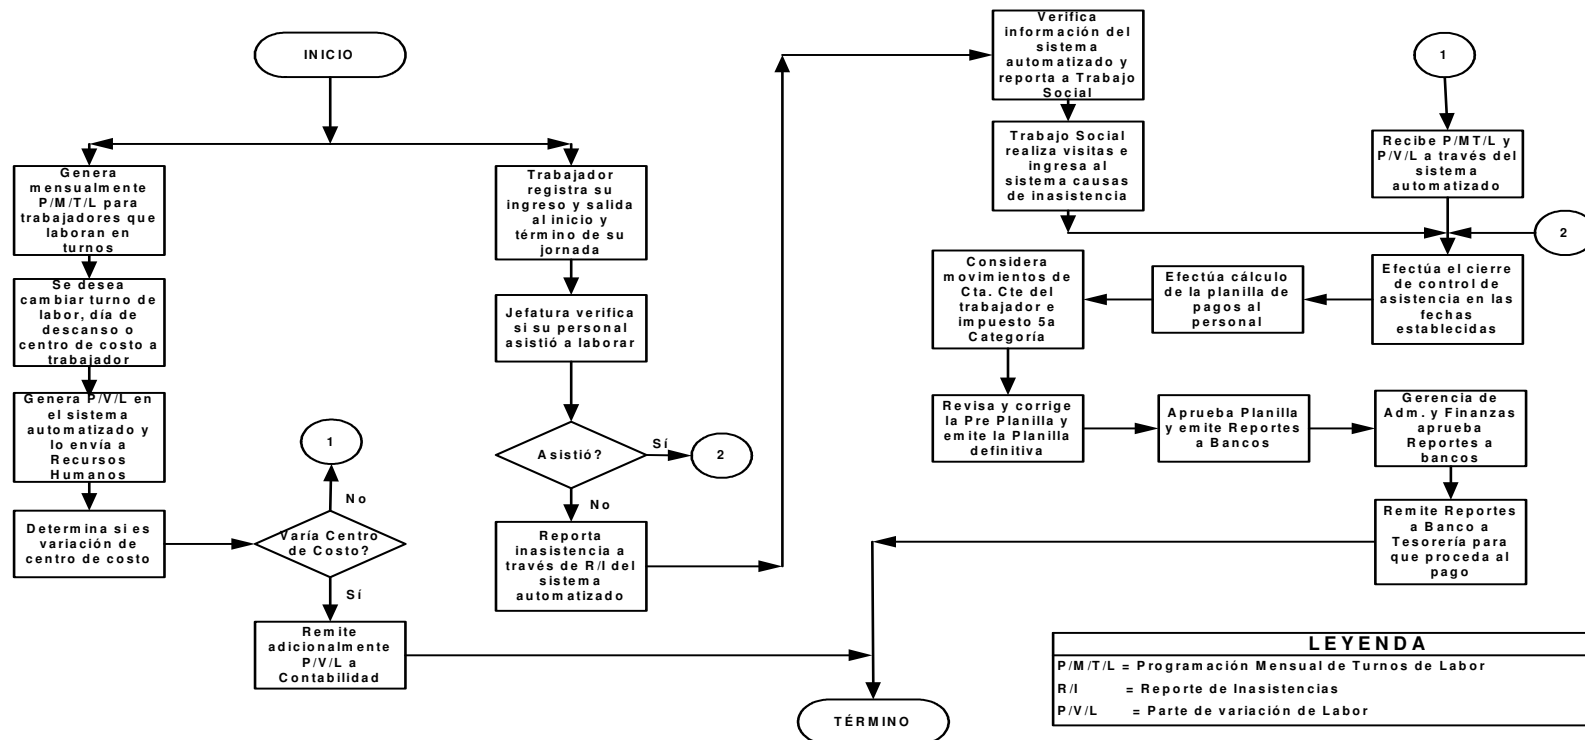 INICIO
Genera
mensualmente
P/M/T/L para
trabajadores que
laboran en
turnos
Se desea
cambiar turno de
labor, día de
descanso o
centro de costo a
trabajador
Genera P/V/L en
el sistema
automatizado y
lo envía a
Recursos
Humanos
Determina si es
variación de
centro de costo
1
No
Varía Centro
de Costo?
Sí
Remite
adicionalmente
P/V/L a
Contabilidad
Trabajador
registra su
ingreso y salida
al inicio y
término de su
jornada
Jefatura verifica
si su personal
asistió a laborar
Asistió?
Sí
2
No
Reporta
inasistencia a
través de R/I del
sistema
automatizado
Verifica
información del
sistema
automatizado y
reporta a Trabajo
Social
Trabajo Social
realiza visitas e
ingresa al
sistema causas
de inasistencia
1
Recibe P/MT/L y
P/V/L a través del
sistema
automatizado
2
Efectúa el cierre
de control de
asistencia en las
fechas
establecidas
Efectúa cálculo
de la planilla de
pagos al
personal
Considera
movimientos de
Cta. Cte del
trabajador e
impuesto 5a
Categoría
Revisa y corrige
la Pre Planilla y
emite la Planilla
definitiva
Aprueba Planilla
y emite Reportes
a Bancos
Gerencia de
Adm. y Finanzas
aprueba
Reportes a
bancos
Remite Reportes
a Banco a
Tesorería para
que proceda al
pago
TÉRMINO
LEYENDA
P/M/T/L = Programación Mensual de Turnos de Labor
R/I = Reporte de Inasistencias
P/V/L = Parte de variación de Labor